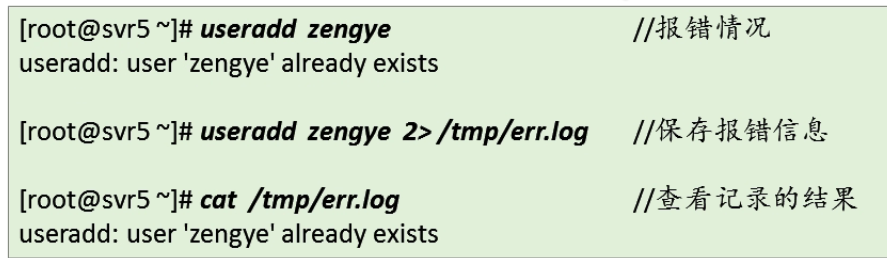 [root@svr5 ~]# useradd zengye //报错情况
useradd: user 'zengye' already exists
[root@svr5 ~]# useradd zengye 2> /tmp/err.log //保存报错信息
[root@svr5 ~]# cat /tmp/err.log //查看记录的结果
useradd: user 'zengye' already exists